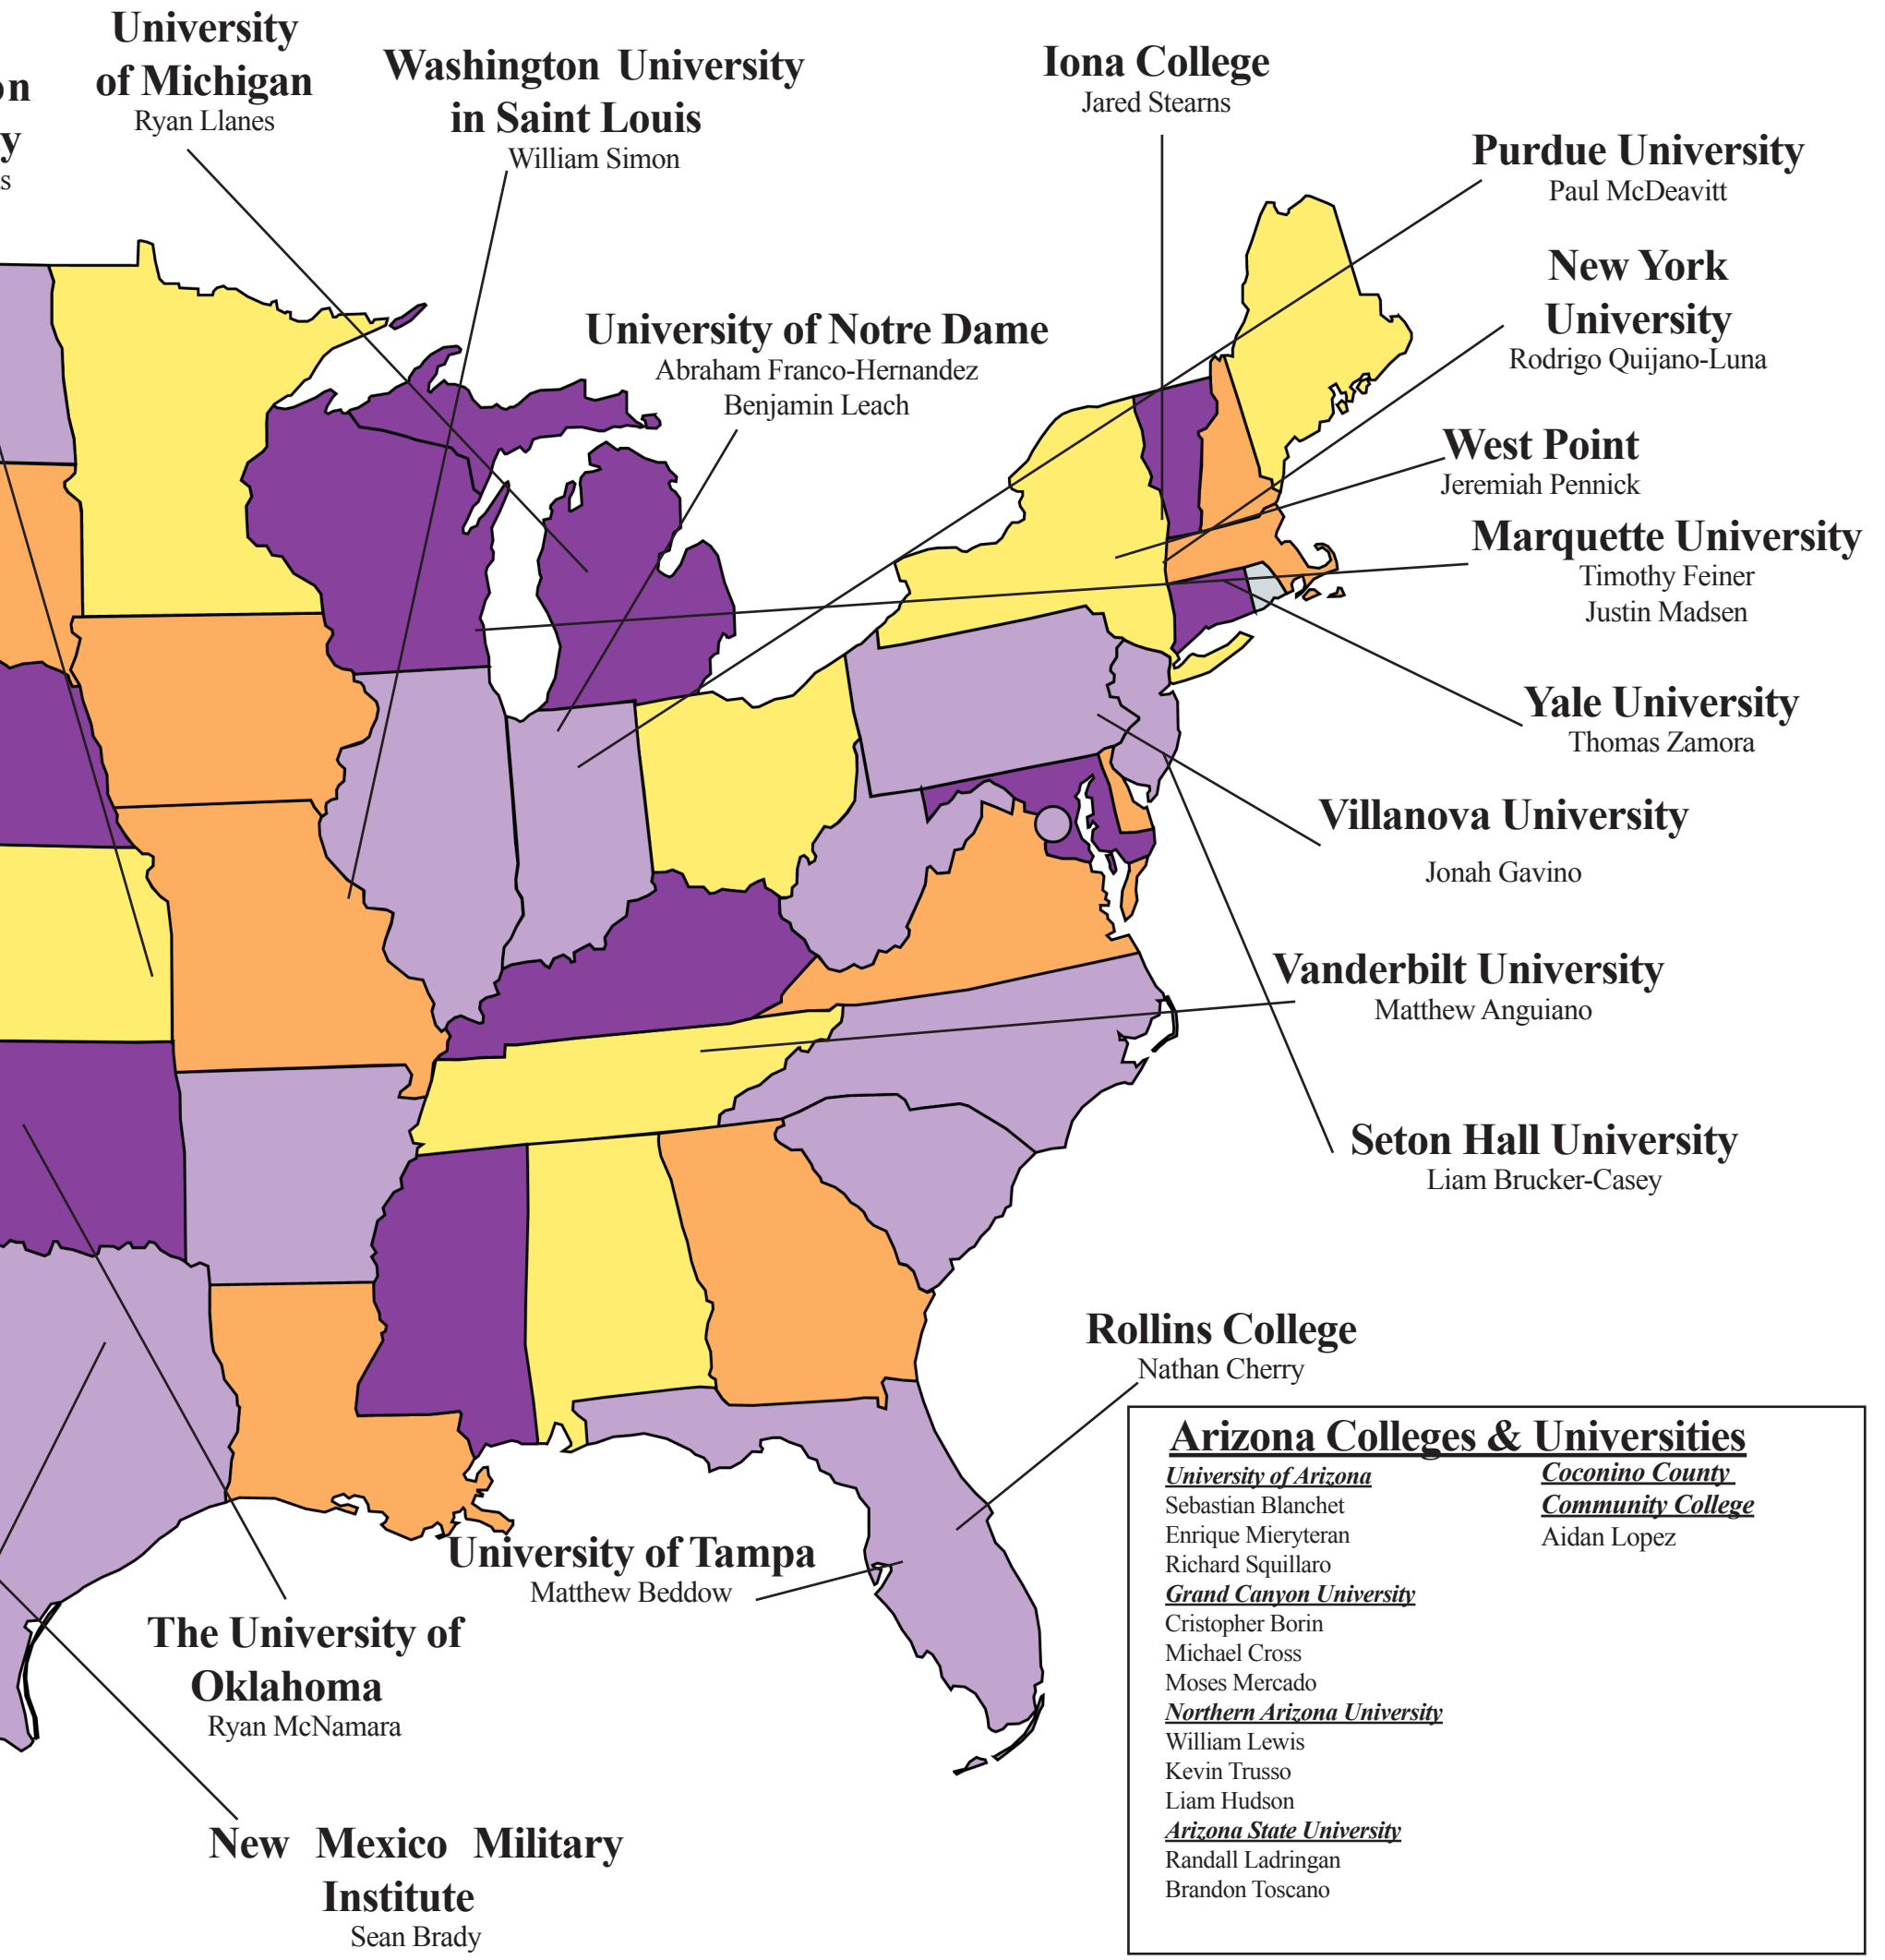 University
of Michigan
Ryan Llanes
Washington University
in Saint Louis
William Simon
Iona College
Jared Stearns
Purdue University
Paul McDeavitt
New York
University
Rodrigo Quijano-Luna
University of Notre Dame
Abraham Franco-Hernandez
Benjamin Leach
West Point
Jeremiah Pennick
Marquette University
Timothy Feiner
Justin Madsen
Yale University
Thomas Zamora
Villanova University
Jonah Gavino
Vanderbilt University
Matthew Anguiano
Seton Hall University
Liam Brucker-Casey
Rollins College
Nathan Cherry
University of Tampa
Matthew Beddow
The University of
Oklahoma
Ryan McNamara
New Mexico Military
Institute
Sean Brady
Arizona Colleges & Universities
University of Arizona
Sebastian Blanchet
Enrique Mieryteran
Richard Squillaro
Grand Canyon University
Cristopher Borin
Michael Cross
Moses Mercado
Northern Arizona University
William Lewis
Kevin Trusso
Liam Hudson
Arizona State University
Randall Ladringan
Brandon Toscano
Coconino County
Community College
Aidan Lopez